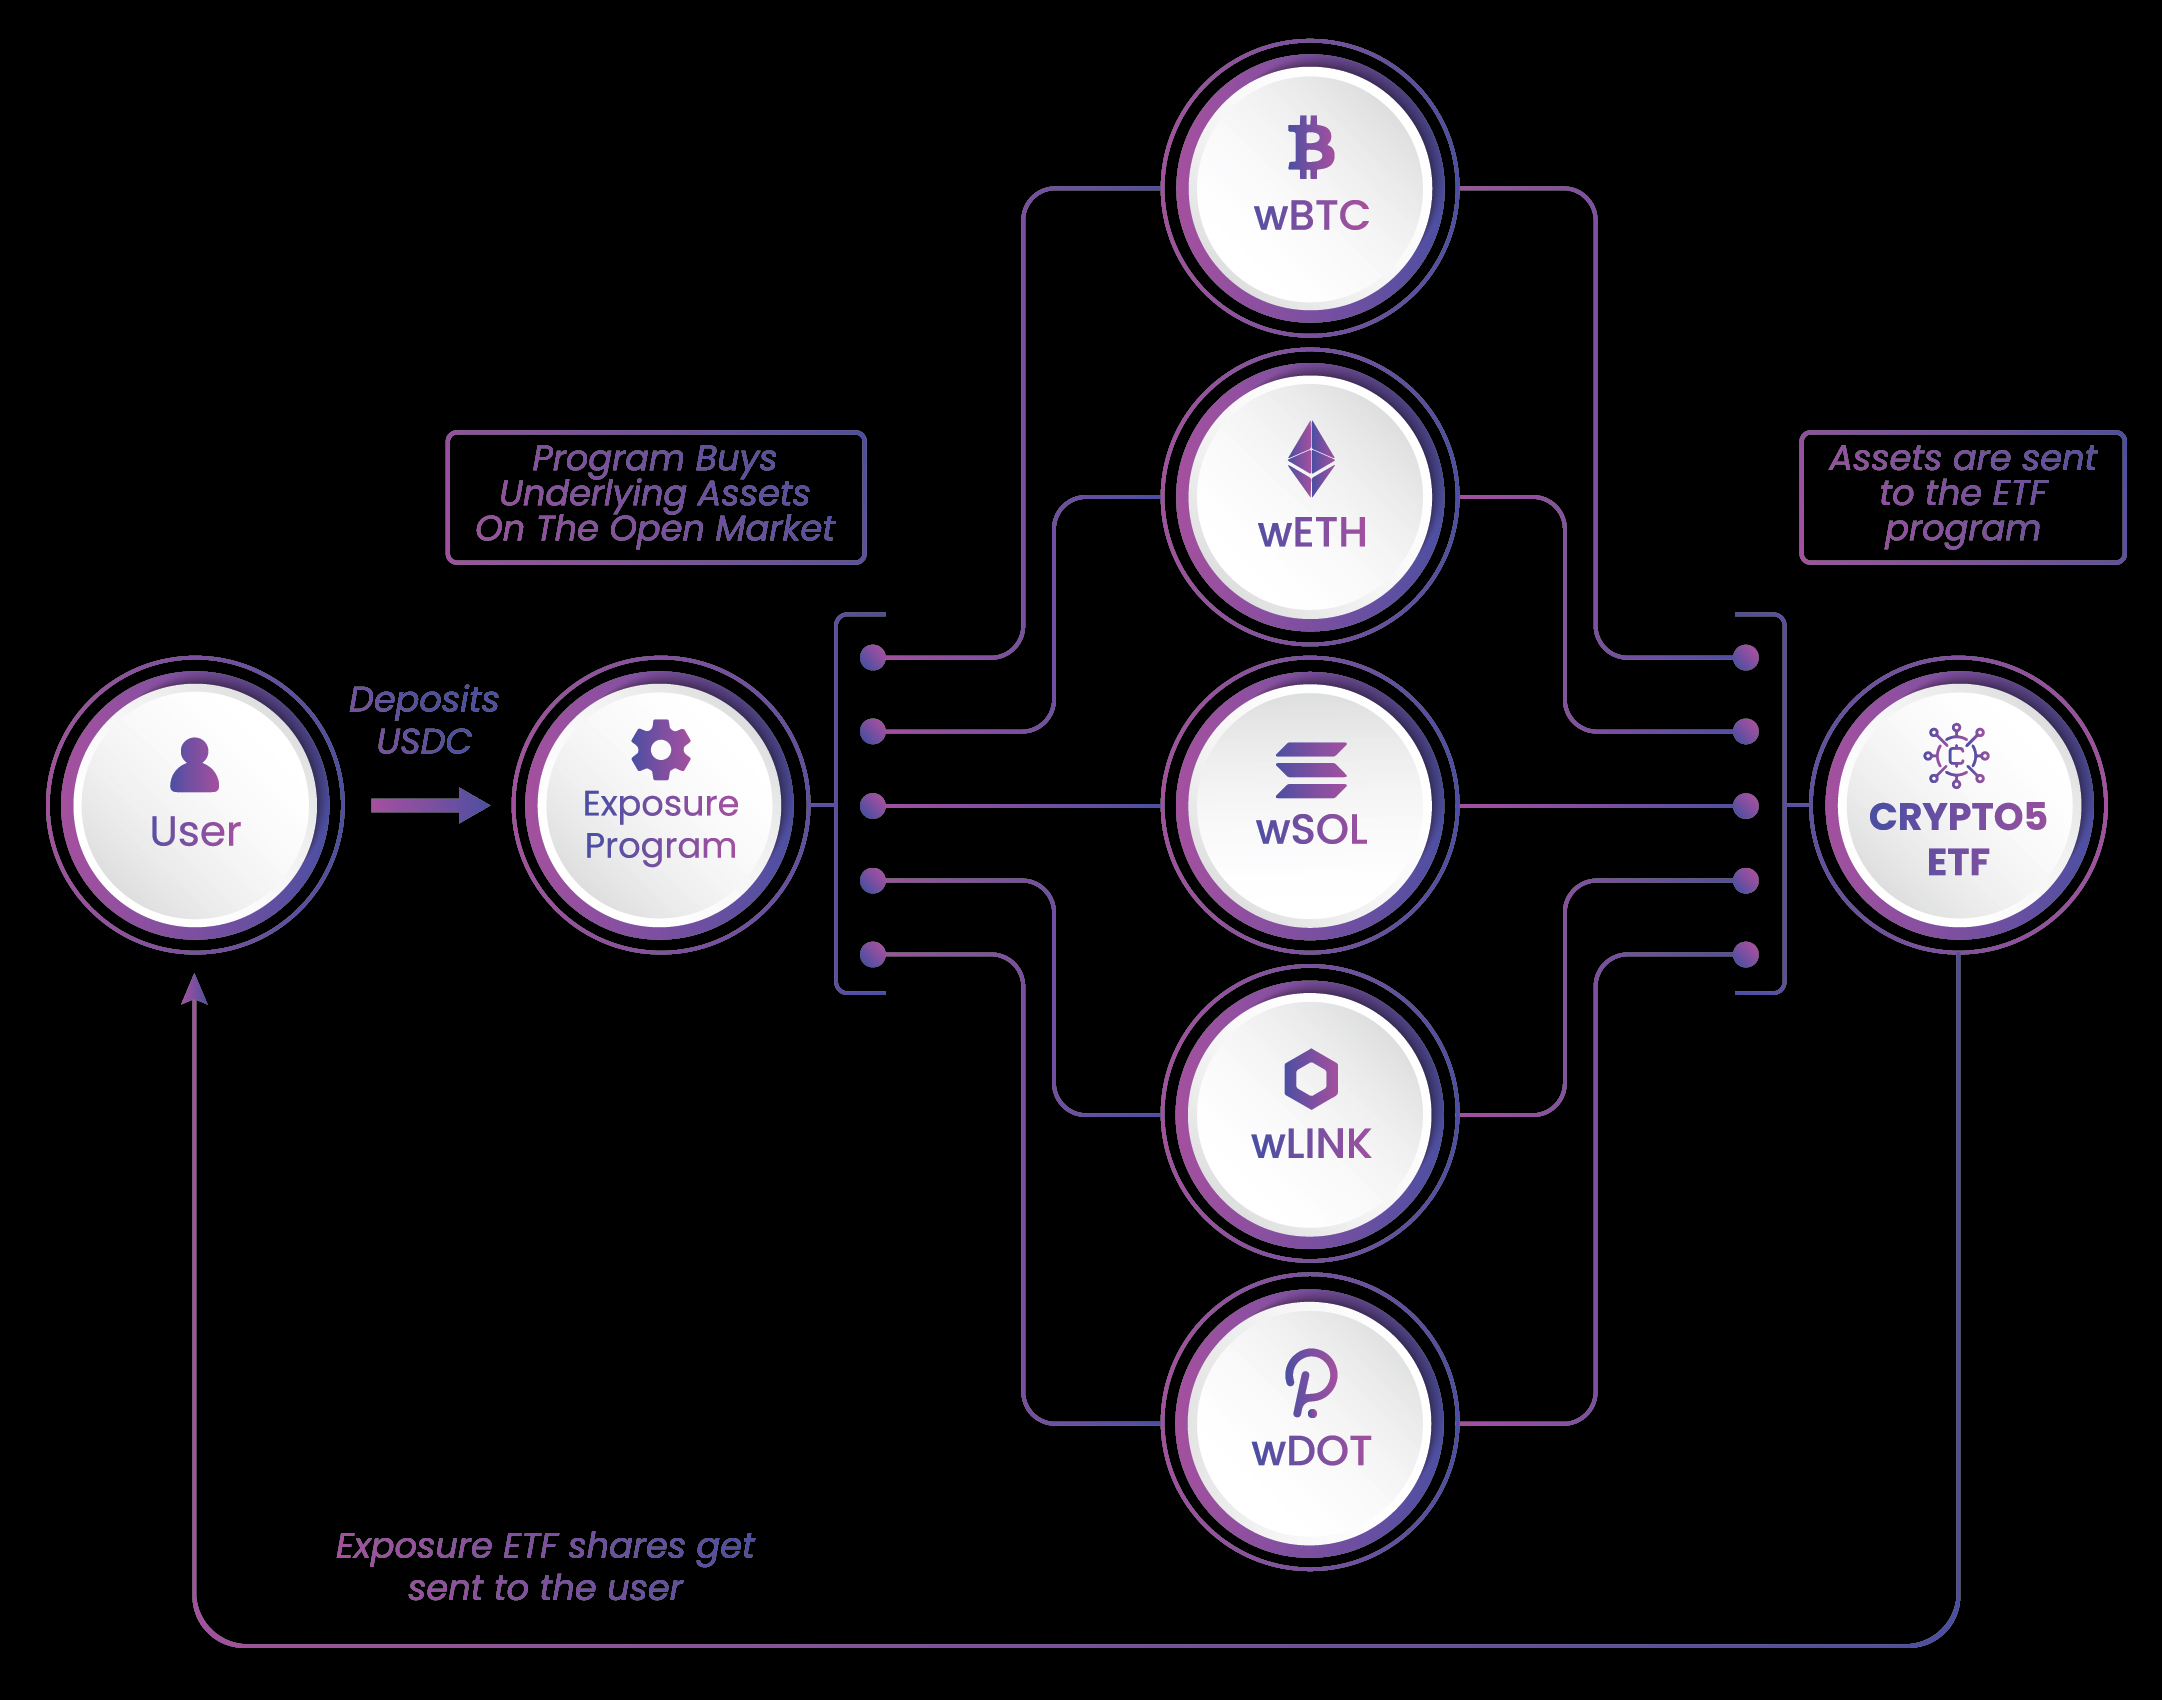 wBTC
wETH
Program Buys
Underlying Assets
On The Open Market
Assets are sent
to the ETF
program
User
Deposits
USDC
Exposure
Program
wSOL
CRYPTO5
ETF
wLINK
wDOT
Exposure ETF shares get
sent to the user